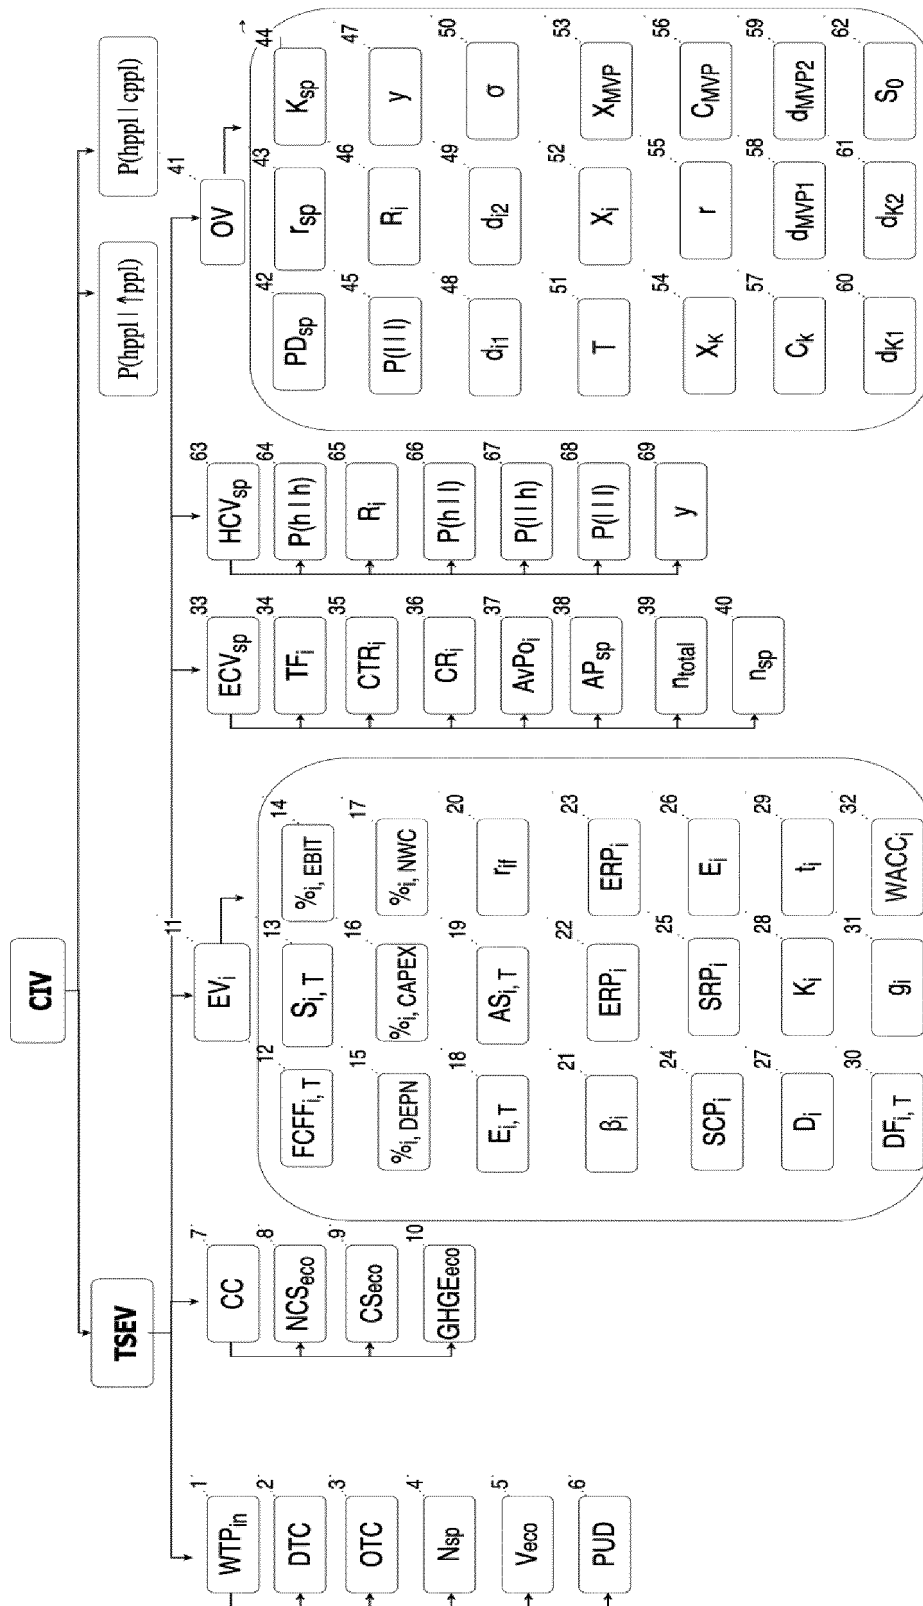 CIV
TSEV
P(hppl | ↑ppl)
P(hppl | cppl)
1
WTPin
2
DTC
3
OTC
4
Nsp
5
Veco
6
PUD
7
CC
8
NCSeco
9
CSeco
10
GHGEeco
11
EVi
12
FCFFi, T
13
Si, T
14
%i, EBIT
15
%i, DEPN
16
%i, CAPEX
17
%i, NWC
18
Ei, T
19
ASi, T
20
rif
21
βi
22
ERPi
23
ERPi
24
SCPi
25
SRPi
26
Ei
27
Di
28
Ki
29
ti
30
DFi, T
31
gi
32
WACCi
33
ECVsp
34
TFi
35
CTRi
36
CRi
37
AvPoi
38
APsp
39
ntotal
40
nsp
63
HCVsp
64
P(h | h)
65
Ri
66
P(h | l)
67
P(l | h)
68
P(l | l)
69
y
41
OV
42
PDsp
43
rsp
44
Ksp
45
P(l | l)
46
Ri
47
y
48
di1
49
di2
50
σ
51
T
52
Xi
53
XMVP
54
XK
55
r
56
CMVP
57
Ck
58
dMVP1
59
dMVP2
60
dK1
61
dK2
62
S0